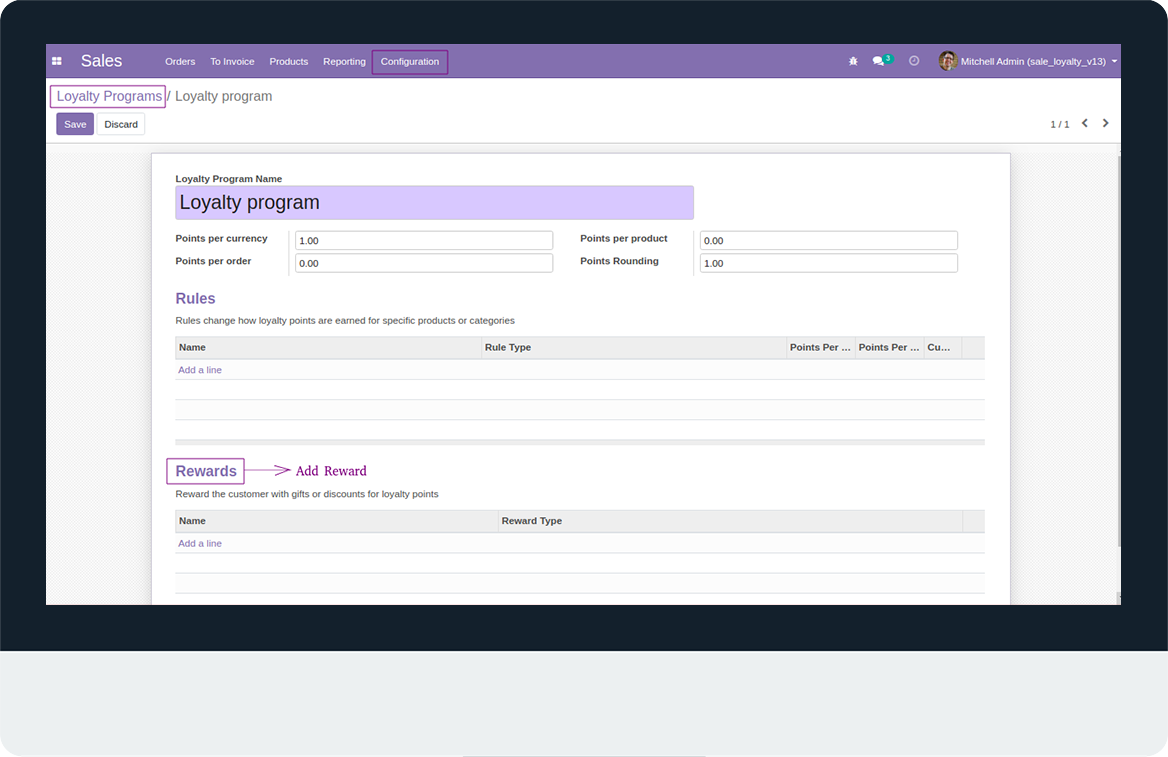 Sales Orders To Invoice Products Reporting Configuration 3 Mitchell Admin (sale_loyalty_v13)
Loyalty Programs / Loyalty program
Save Discard 1 / 1
Loyalty Program Name
Loyalty program
Points per currency 1.00 Points per product 0.00
Points per order 0.00 Points Rounding 1.00
Rules
Rules change how loyalty points are earned for specific products or categories
Name Rule Type Points Per ... Points Per ... Cu...
Add a line
Rewards Add Reward
Reward the customer with gifts or discounts for loyalty points
Name Reward Type
Add a line